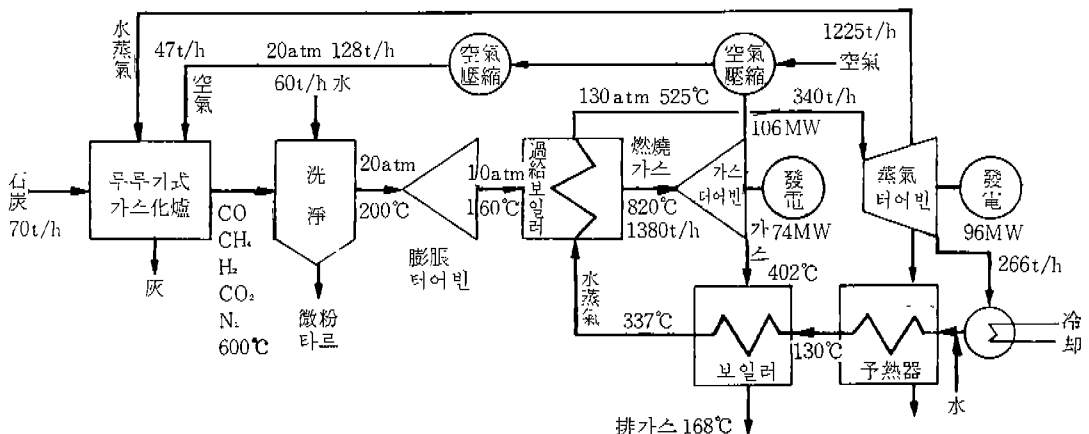 水蒸氣
47t/h
20atm 128t/h
空氣
空氣
壓縮
空氣
壓縮
空氣
1225t/h
60t/h 水
130atm 525℃
340t/h
106MW
石炭
70t/h
루루기式
가스化爐
灰
CO
CH₄
H₂
CO₂
N₂
600℃
洗淨
微粉
타르
20atm
200℃
膨脹
터어빈
10atm
160℃
過給보일러
燃燒
가스
820℃
1380t/h
가스
터어빈
發電
74MW
가스
402℃
蒸氣
터어빈
發電
96MW
266t/h
水蒸氣
337℃
보일러
130℃
予熱器
水
冷却
排가스 168℃